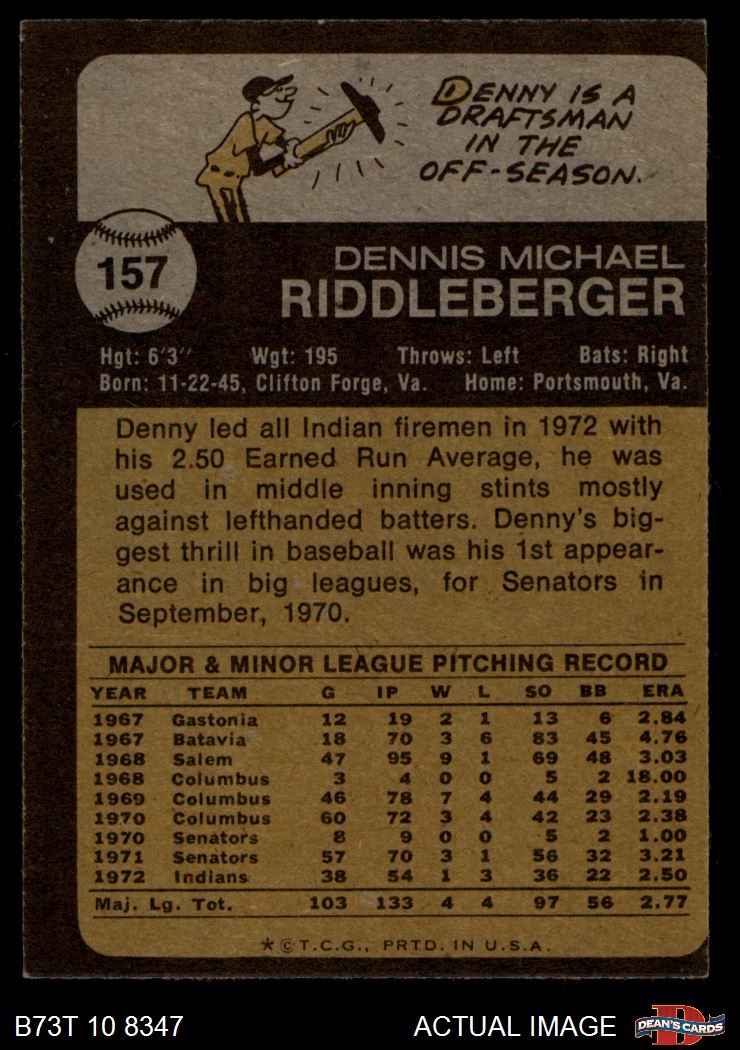 DENNY IS A
DRAFTSMAN
IN THE
OFF-SEASON.
157
DENNIS MICHAEL
RIDDLEBERGER
Hgt: 6'3" Wgt: 195 Throws: Left Bats: Right
Born: 11-22-45, Clifton Forge, Va. Home: Portsmouth, Va.
Denny led all Indian firemen in 1972 with
his 2.50 Earned Run Average, he was
used in middle inning stints mostly
against lefthanded batters. Denny's big-
gest thrill in baseball was his 1st appear-
ance in big leagues, for Senators in
September, 1970.
MAJOR & MINOR LEAGUE PITCHING RECORD
YEAR TEAM G IP W L SO BB ERA
1967 Gastonia 12 19 2 1 13 6 2.84
1967 Batavia 18 70 3 6 83 45 4.76
1968 Salem 47 95 9 1 69 48 3.03
1968 Columbus 3 4 0 0 5 2 18.00
1969 Columbus 46 78 7 4 44 29 2.19
1970 Columbus 60 72 3 4 42 23 2.38
1970 Senators 8 9 0 0 5 2 1.00
1971 Senators 57 70 3 1 56 32 3.21
1972 Indians 38 54 1 3 36 22 2.50
Maj. Lg. Tot. 103 133 4 4 97 56 2.77
*©T.C.G., PRTD. IN U.S.A.
B73T 10 8347 ACTUAL IMAGE D DEAN'S CARDS